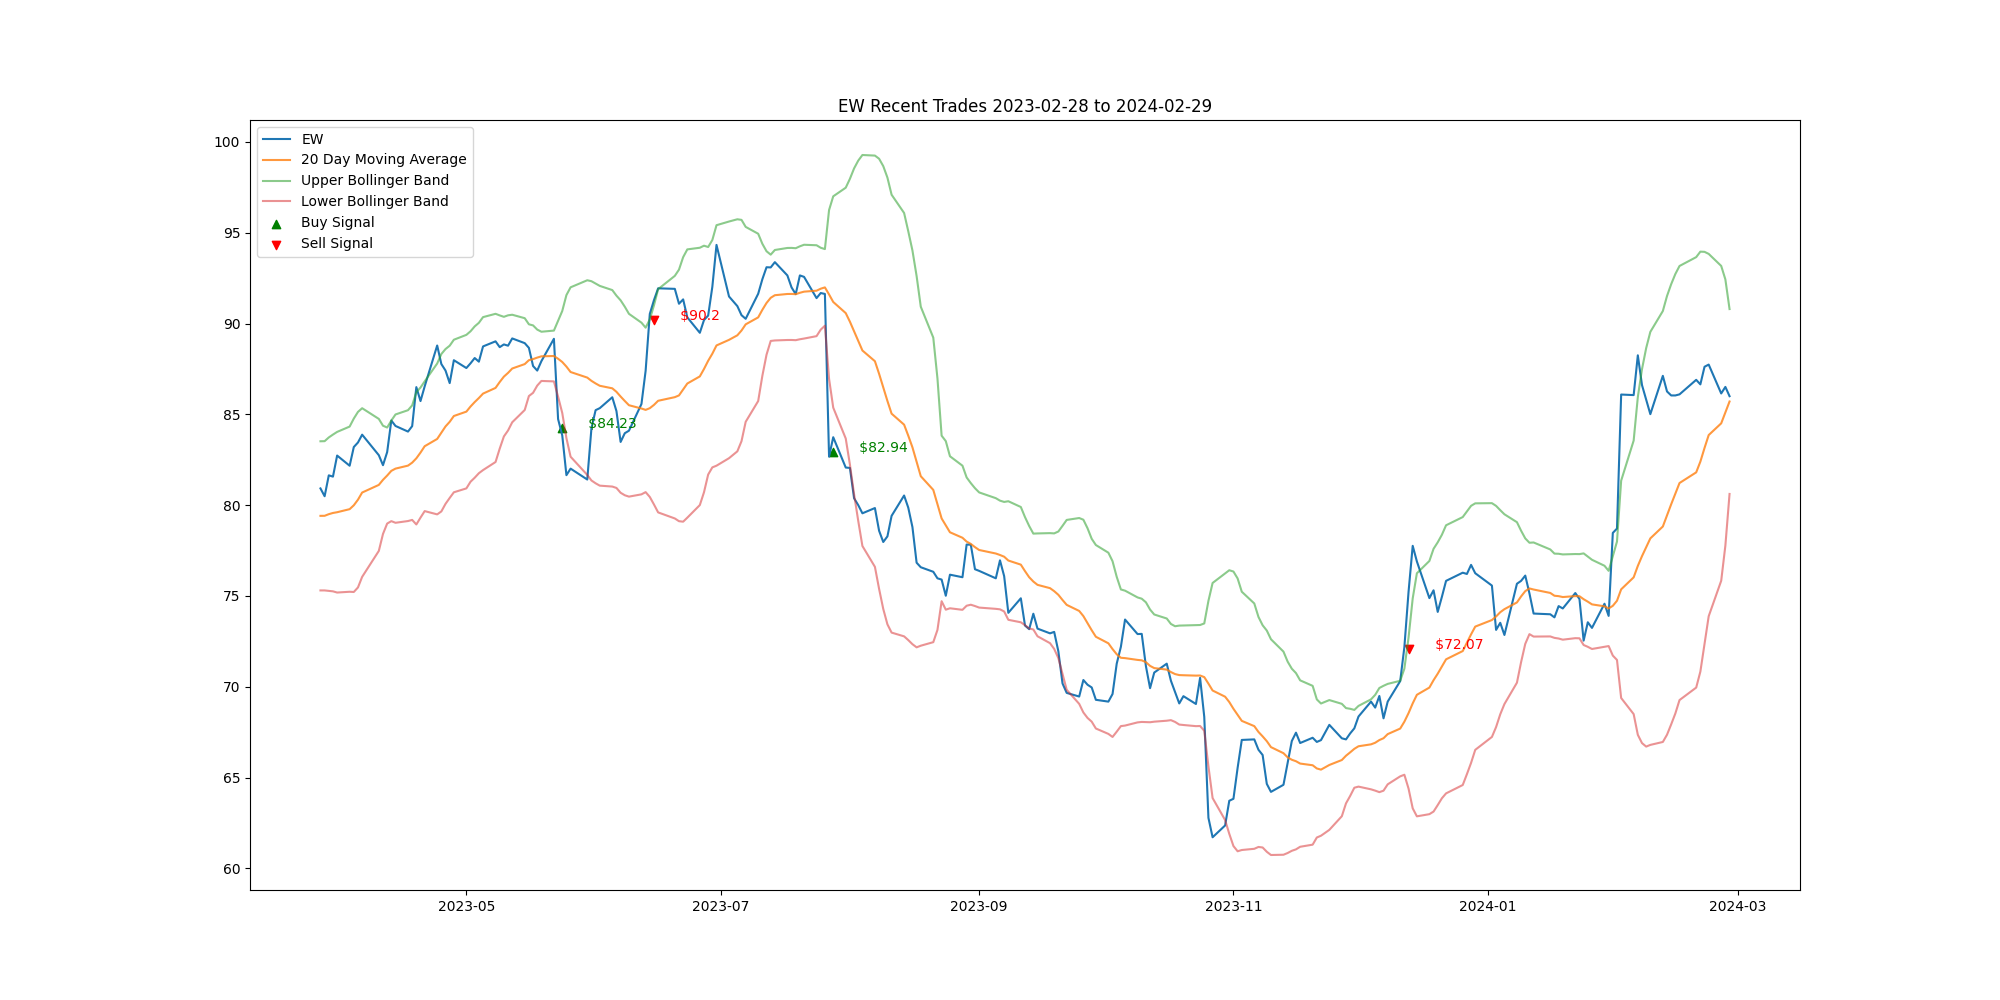 EW Recent Trades 2023-02-28 to 2024-02-29
EW
20 Day Moving Average
Upper Bollinger Band
Lower Bollinger Band
Buy Signal
Sell Signal
100
95
90
85
80
75
70
65
60
$84.23
$90.2
$82.94
$72.07
2023-05
2023-07
2023-09
2023-11
2024-01
2024-03